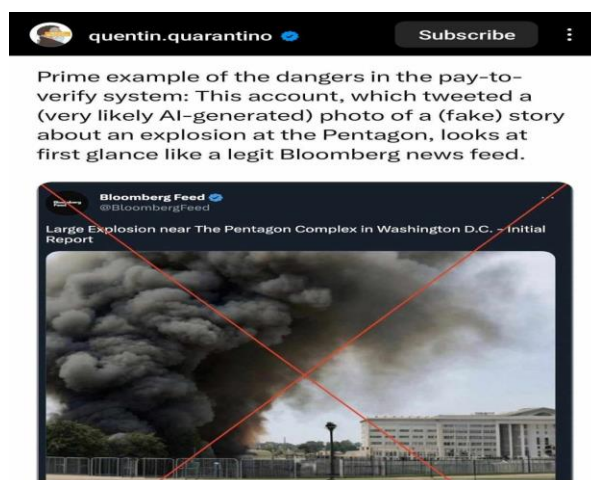 quentin.quarantino
Subscribe
Prime example of the dangers in the pay-to-
verify system: This account, which tweeted a
(very likely AI-generated) photo of a (fake) story
about an explosion at the Pentagon, looks at
first glance like a legit Bloomberg news feed.
Bloomberg Feed
@BloombergFeed
Large Explosion near The Pentagon Complex in Washington D.C. - Initial
Report